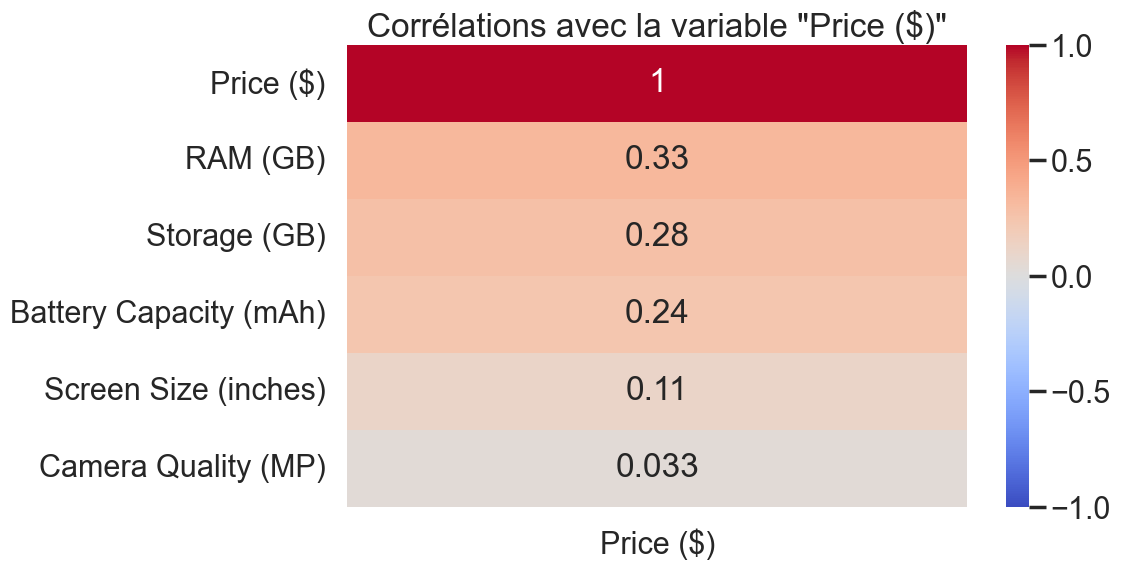 Corrélations avec la variable "Price ($)"
Price ($)
1
RAM (GB)
0.33
Storage (GB)
0.28
Battery Capacity (mAh)
0.24
Screen Size (inches)
0.11
Camera Quality (MP)
0.033
Price ($)
1.0
0.5
0.0
−0.5
−1.0